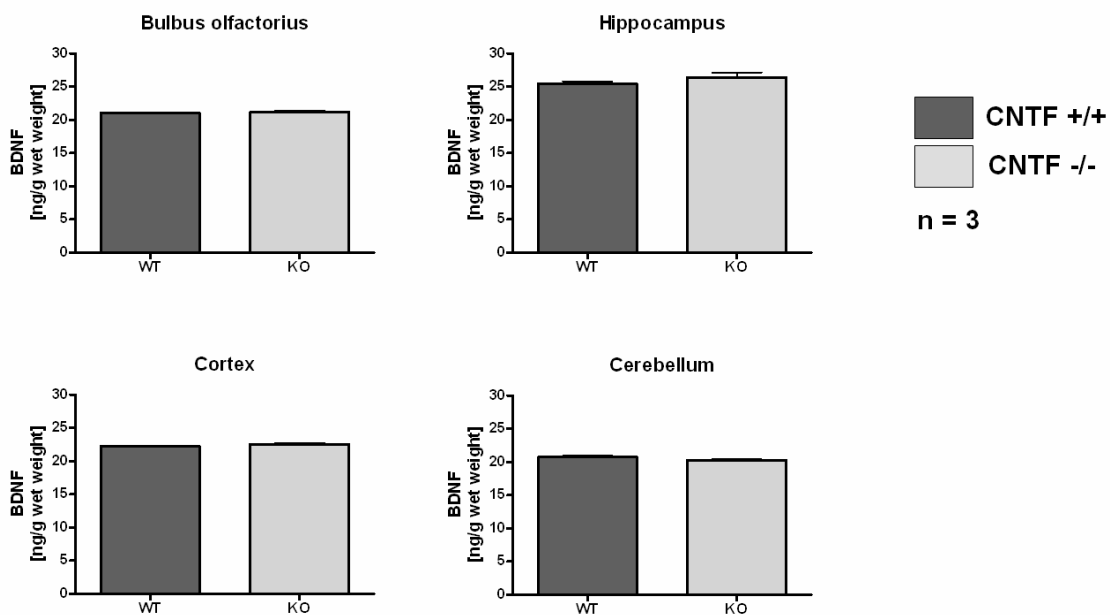 Bulbus olfactorius
BDNF
[ng/g wet weight]
30
25
20
15
10
5
0
WT
KO
Hippocampus
BDNF
[ng/g wet weight]
30
25
20
15
10
5
0
WT
KO
CNTF +/+
CNTF -/-
n = 3
Cortex
BDNF
[ng/g wet weight]
30
25
20
15
10
5
0
WT
KO
Cerebellum
BDNF
[ng/g wet weight]
30
25
20
15
10
5
0
WT
KO